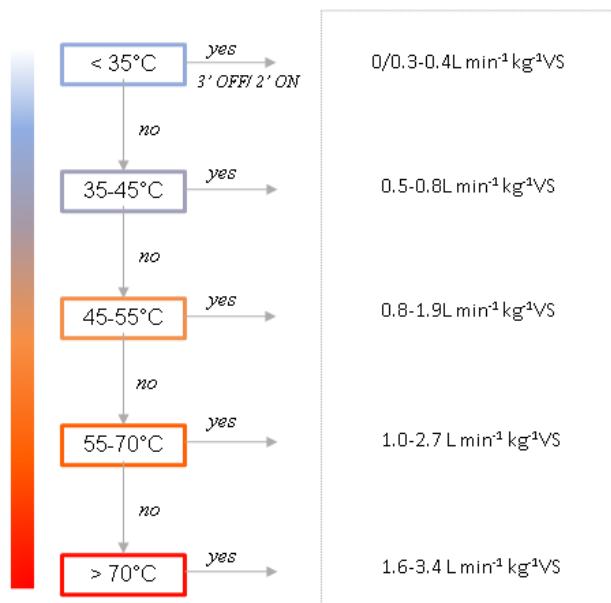 < 35°C
yes
3' OFF/ 2' ON
0/0.3-0.4L min⁻¹ kg⁻¹VS
no
35-45°C
yes
0.5-0.8L min⁻¹ kg⁻¹VS
no
45-55°C
yes
0.8-1.9L min⁻¹ kg⁻¹VS
no
55-70°C
yes
1.0-2.7 L min⁻¹ kg⁻¹VS
no
> 70°C
yes
1.6-3.4 L min⁻¹ kg⁻¹VS